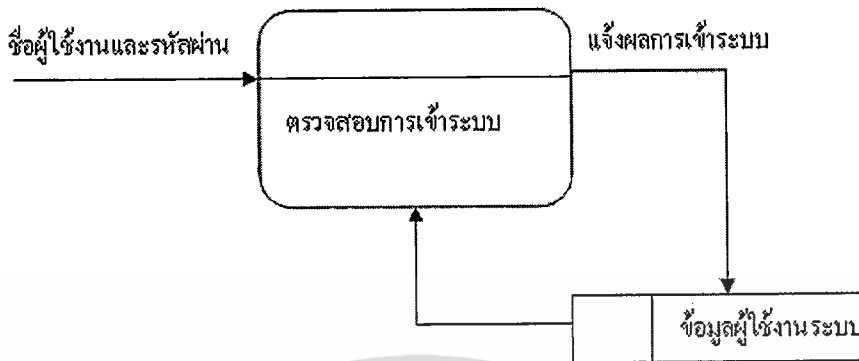 ชื่อผู้ใช้งานและรหัสผ่าน
แจ้งผลการเข้าระบบ
ตรวจสอบการเข้าระบบ
ข้อมูลผู้ใช้งานระบบ